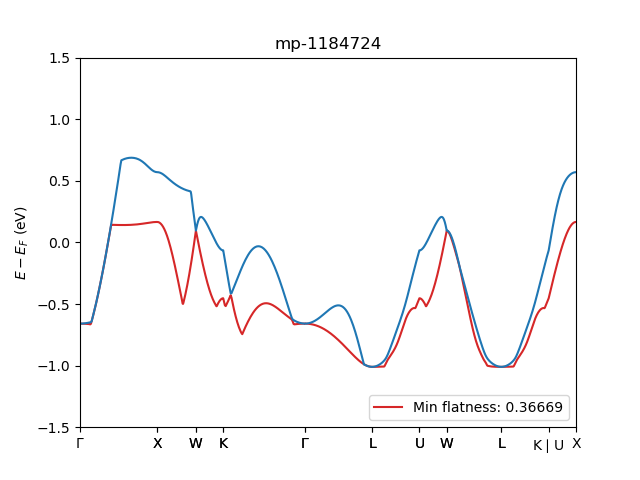 mp-1184724
E − E_F (eV)
1.5
1.0
0.5
0.0
−0.5
−1.0
−1.5
Min flatness: 0.36669
Γ X W K Γ L U W L K | U X